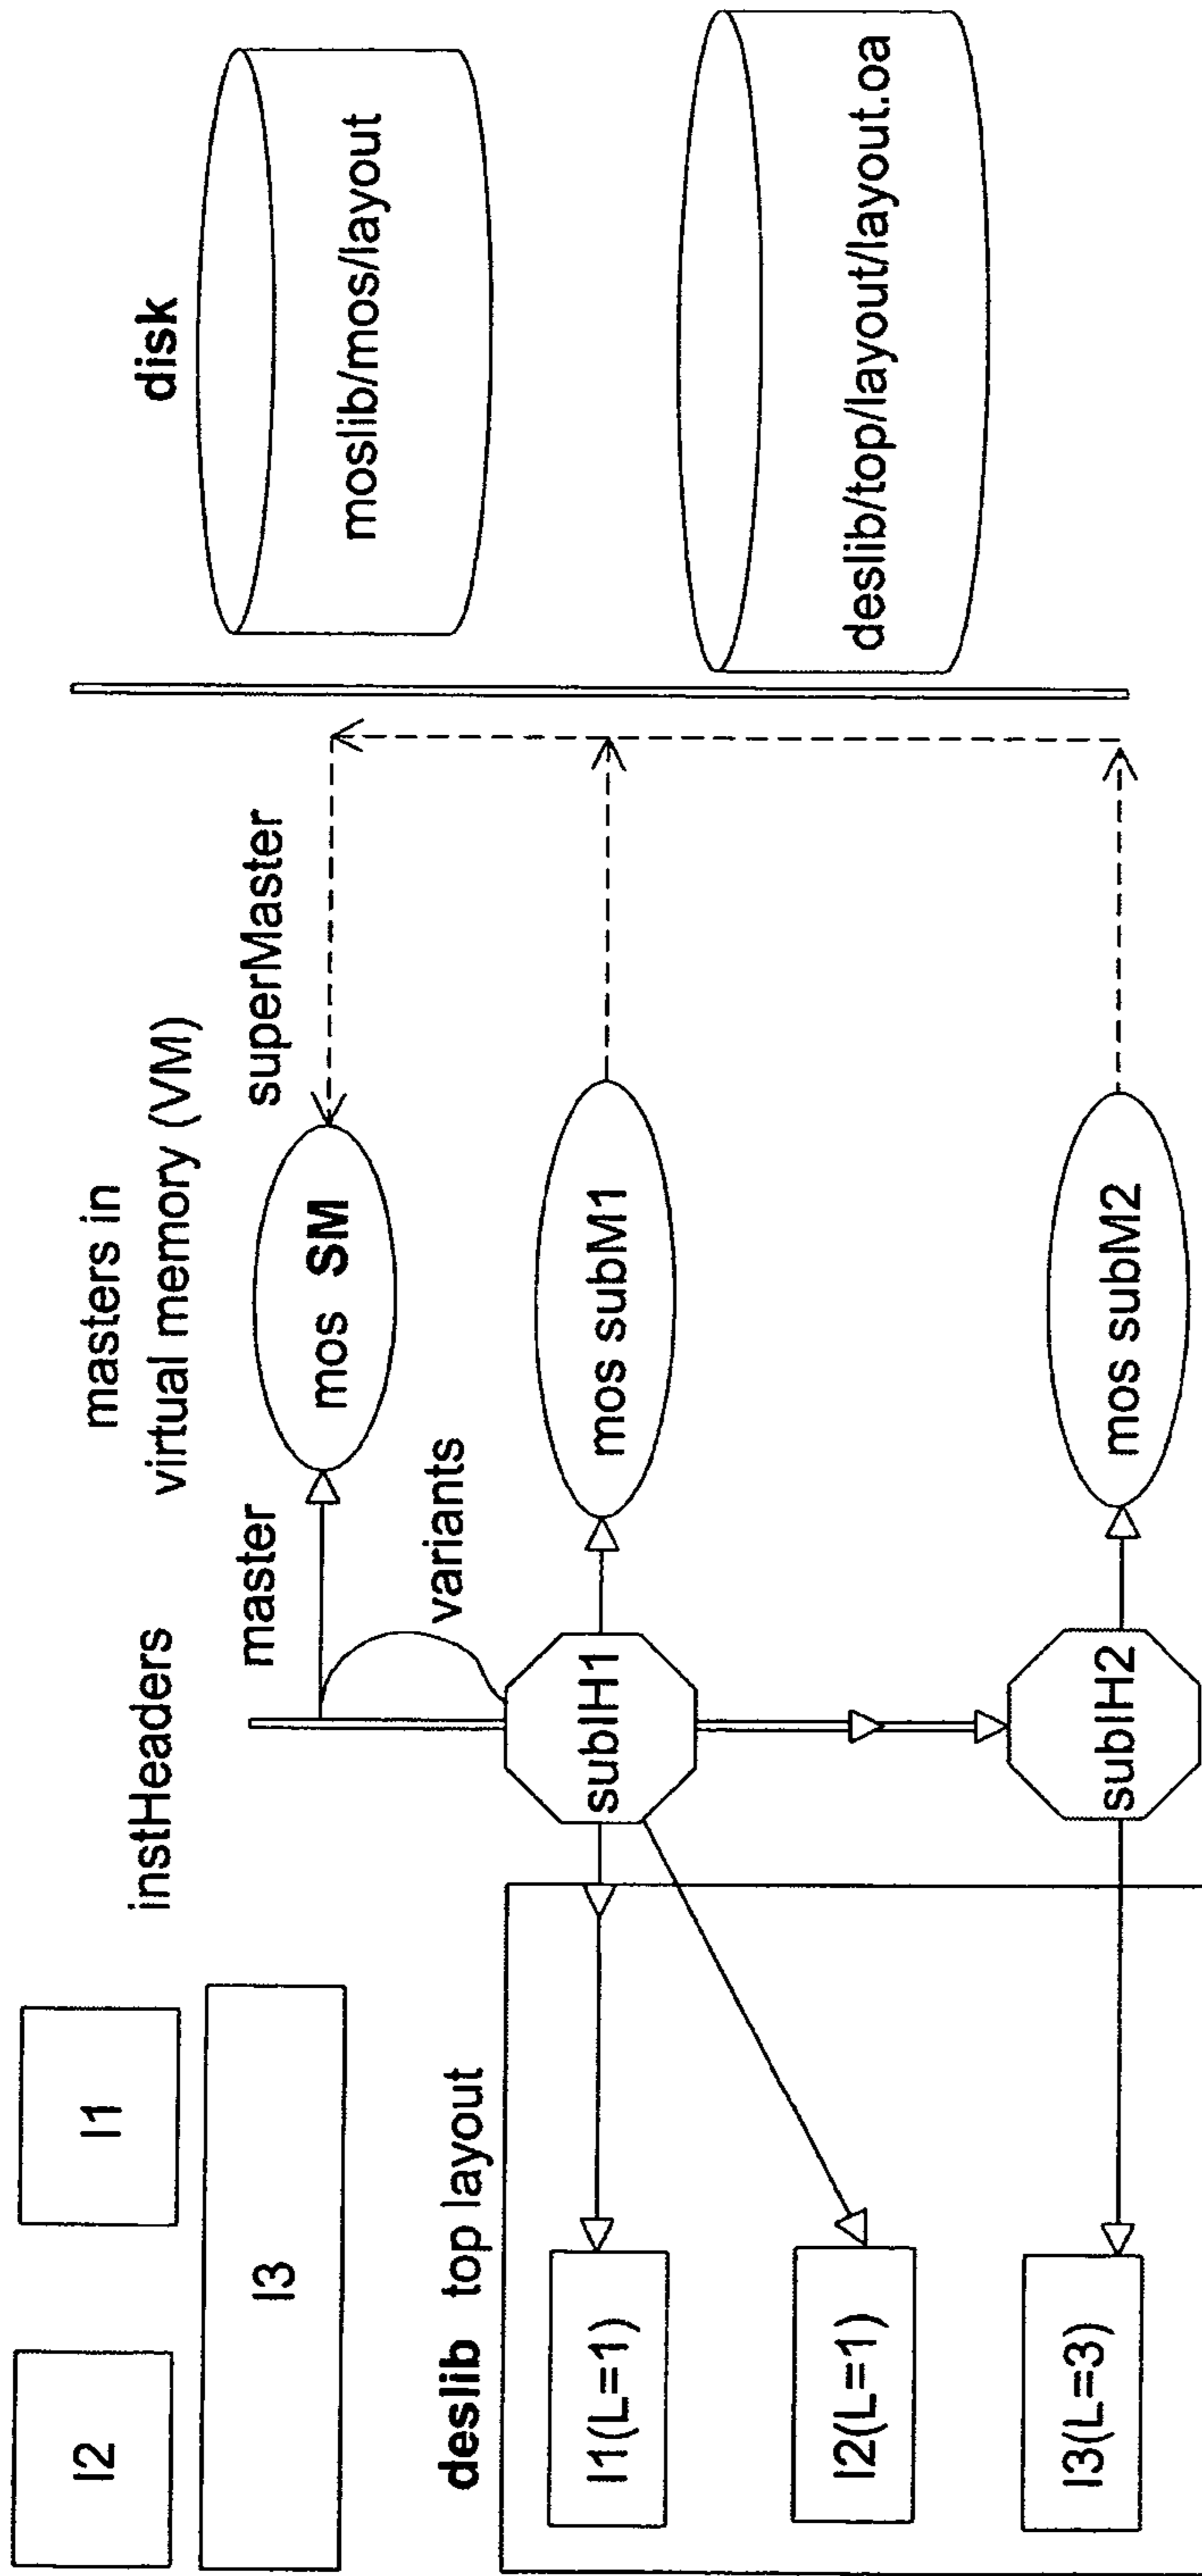 I2
I1
I3
instHeaders
masters in
virtual memory (VM)
disk
master
superMaster
mos SM
moslib/mos/layout
variants
deslib top layout
I1(L=1)
subIH1
mos subM1
I2(L=1)
deslib/top/layout/layout.oa
I3(L=3)
subIH2
mos subM2